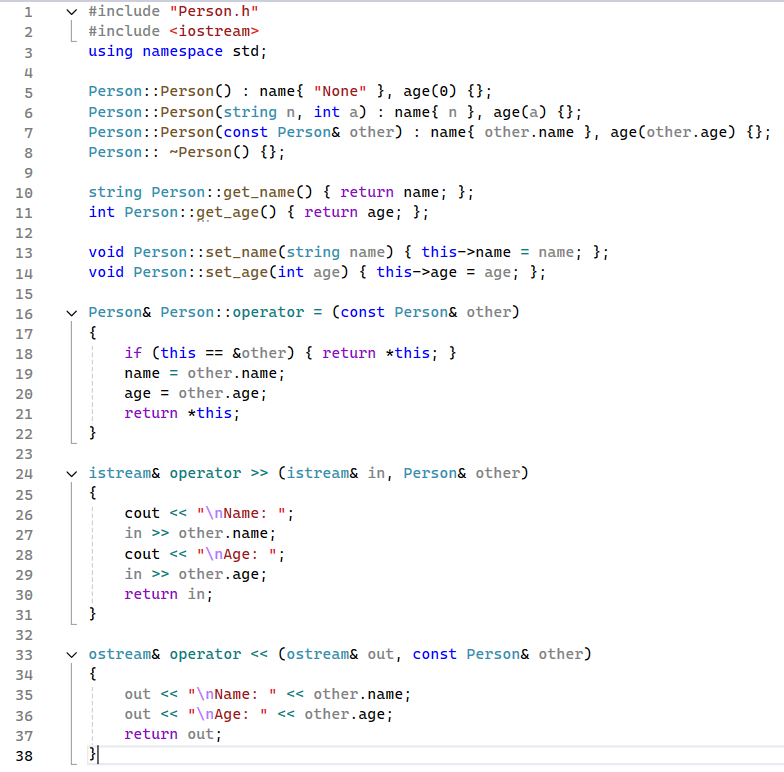 1 #include "Person.h"
2 #include <iostream>
3 using namespace std;
4
5 Person::Person() : name{ "None" }, age(0) {};
6 Person::Person(string n, int a) : name{ n }, age(a) {};
7 Person::Person(const Person& other) : name{ other.name }, age(other.age) {};
8 Person:: ~Person() {};
9
10 string Person::get_name() { return name; };
11 int Person::get_age() { return age; };
12
13 void Person::set_name(string name) { this->name = name; };
14 void Person::set_age(int age) { this->age = age; };
15
16 Person& Person::operator = (const Person& other)
17 {
18     if (this == &other) { return *this; }
19     name = other.name;
20     age = other.age;
21     return *this;
22 }
23
24 istream& operator >> (istream& in, Person& other)
25 {
26     cout << "\nName: ";
27     in >> other.name;
28     cout << "\nAge: ";
29     in >> other.age;
30     return in;
31 }
32
33 ostream& operator << (ostream& out, const Person& other)
34 {
35     out << "\nName: " << other.name;
36     out << "\nAge: " << other.age;
37     return out;
38 }